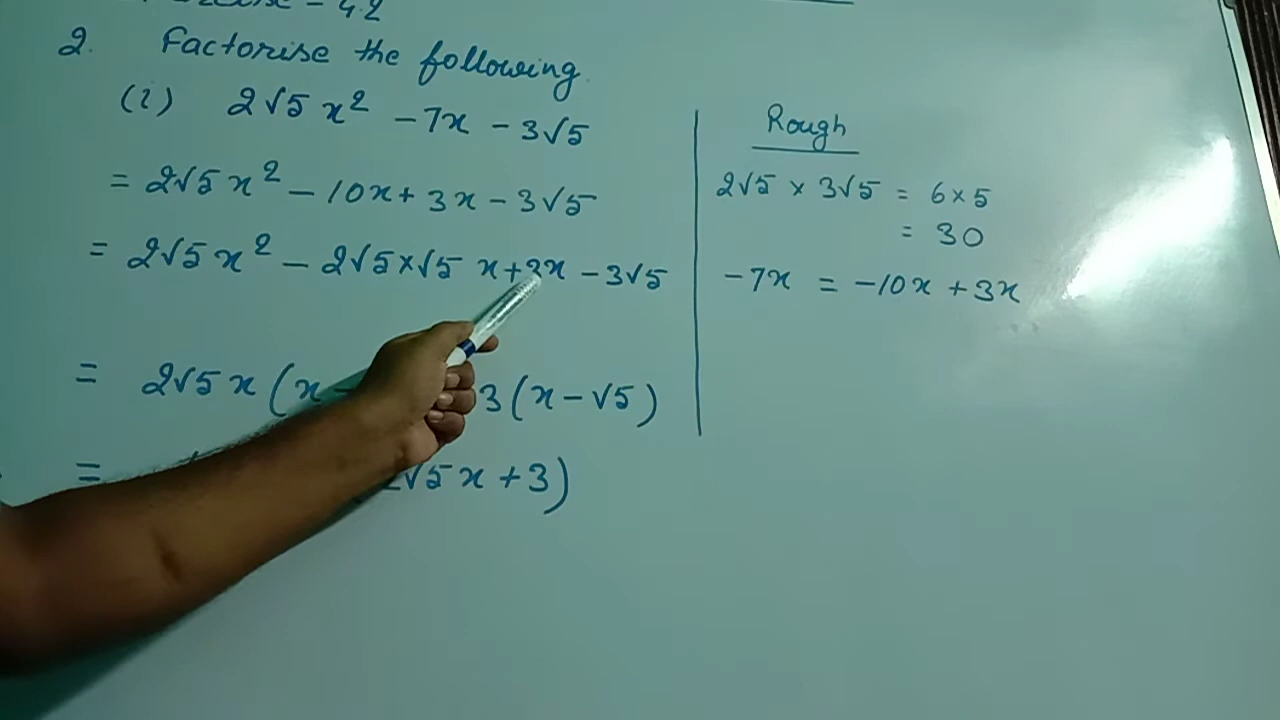 - 4.2
2. Factorise the following.
(i) 2√5 x² - 7x - 3√5
= 2√5 x² - 10x + 3x - 3√5
= 2√5 x² - 2√5 × √5 x + 3x - 3√5
= 2√5 x (x - 3 (x - √5)
= √5 x + 3)
Rough
2√5 × 3√5 = 6 × 5
= 30
-7x = -10x + 3x